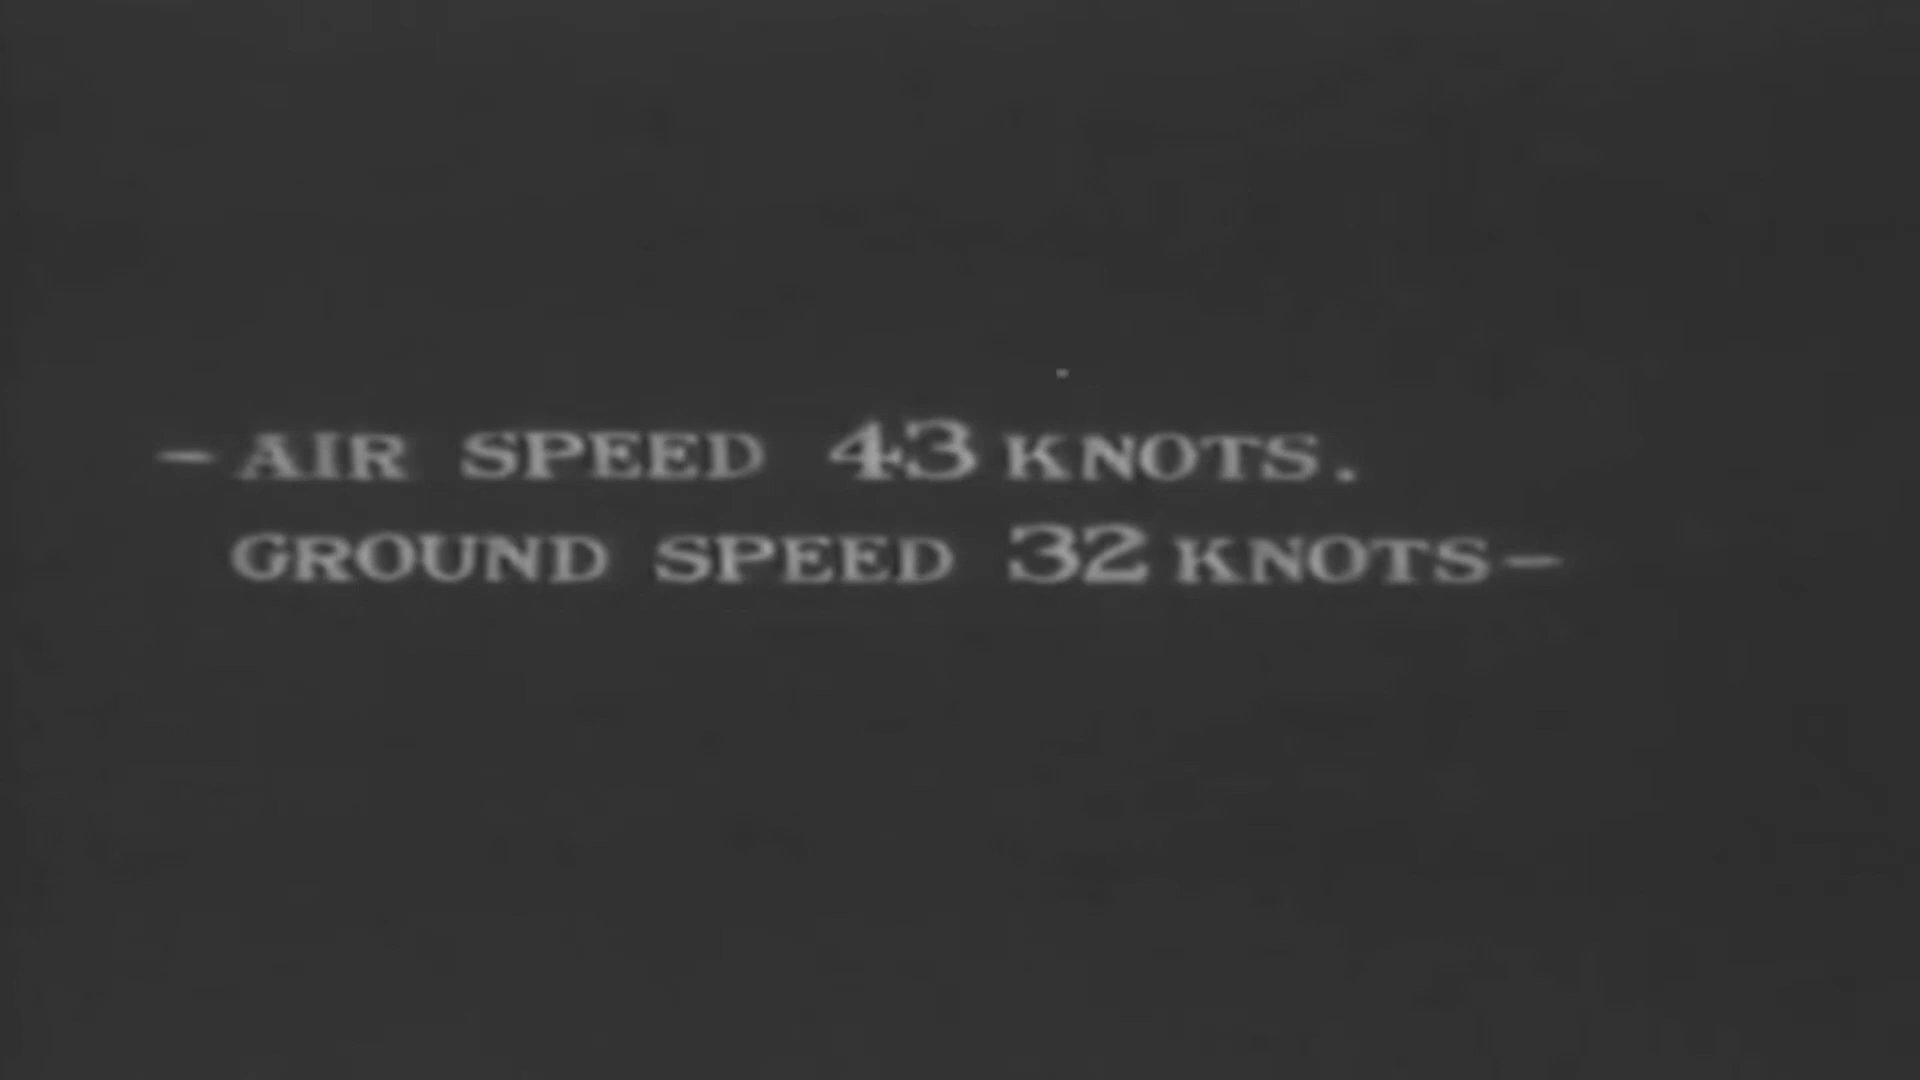 —AIR SPEED 43 KNOTS.
GROUND SPEED 32 KNOTS—